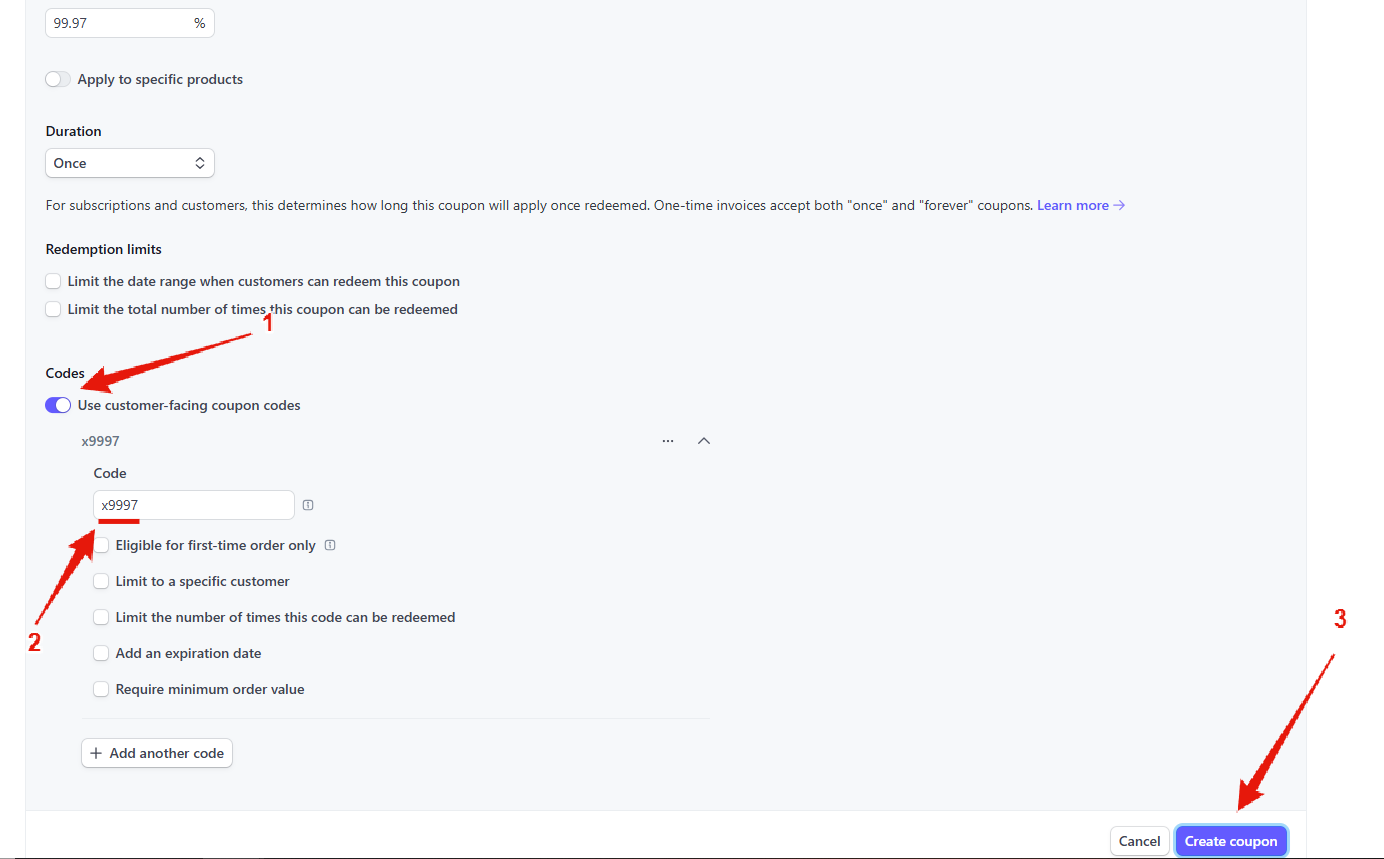 99.97 %
Apply to specific products
Duration
Once
For subscriptions and customers, this determines how long this coupon will apply once redeemed. One-time invoices accept both "once" and "forever" coupons. Learn more →
Redemption limits
Limit the date range when customers can redeem this coupon
Limit the total number of times this coupon can be redeemed
1
Codes
Use customer-facing coupon codes
x9997 ...
Code
x9997
Eligible for first-time order only
Limit to a specific customer
Limit the number of times this code can be redeemed
3
2
Add an expiration date
Require minimum order value
+ Add another code
Cancel Create coupon